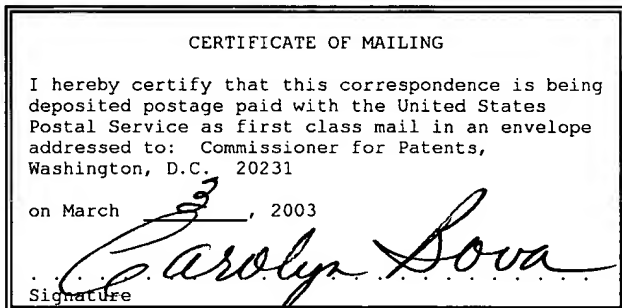 CERTIFICATE OF MAILING
I hereby certify that this correspondence is being
deposited postage paid with the United States
Postal Service as first class mail in an envelope
addressed to: Commissioner for Patents,
Washington, D.C. 20231
on March 3, 2003
Carolyn Bova
Signature